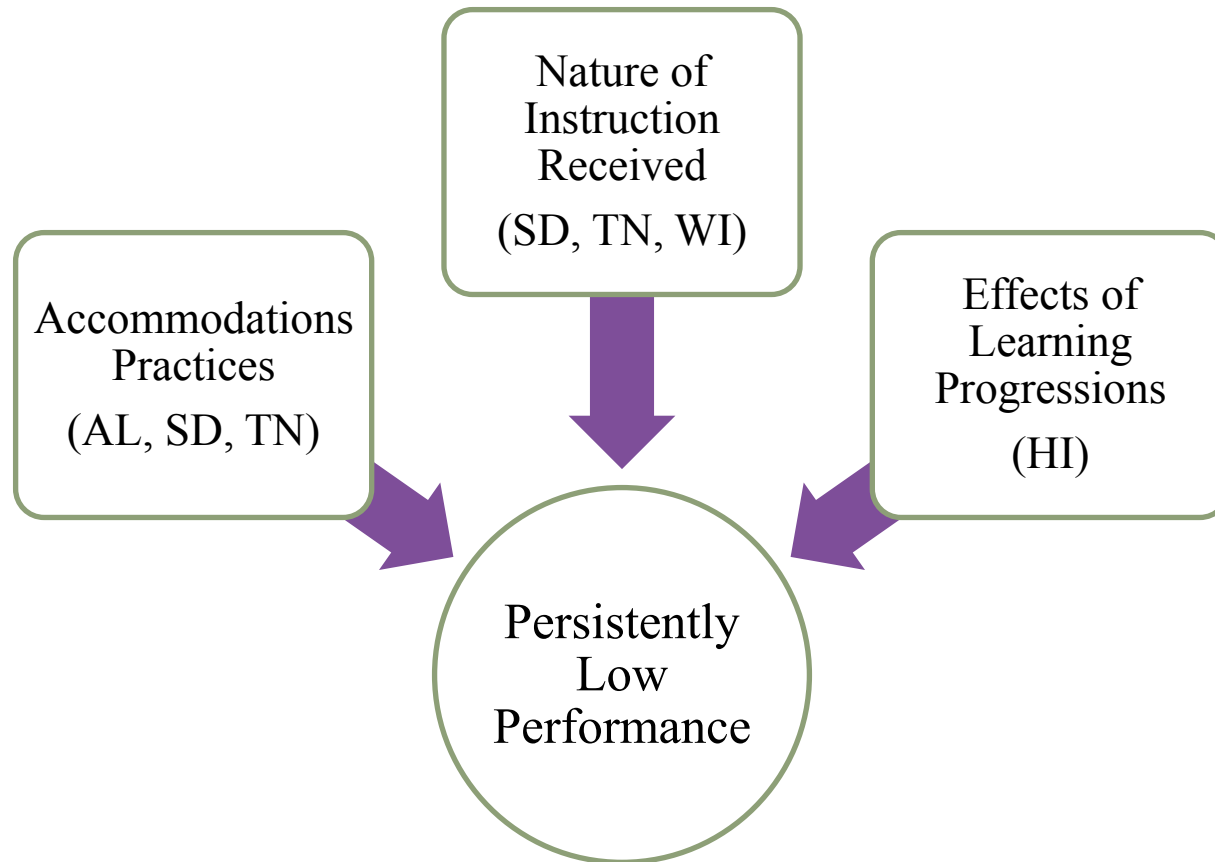 Nature of
Instruction
Received
(SD, TN, WI)
Accommodations
Practices
(AL, SD, TN)
Effects of
Learning
Progressions
(HI)
Persistently
Low
Performance